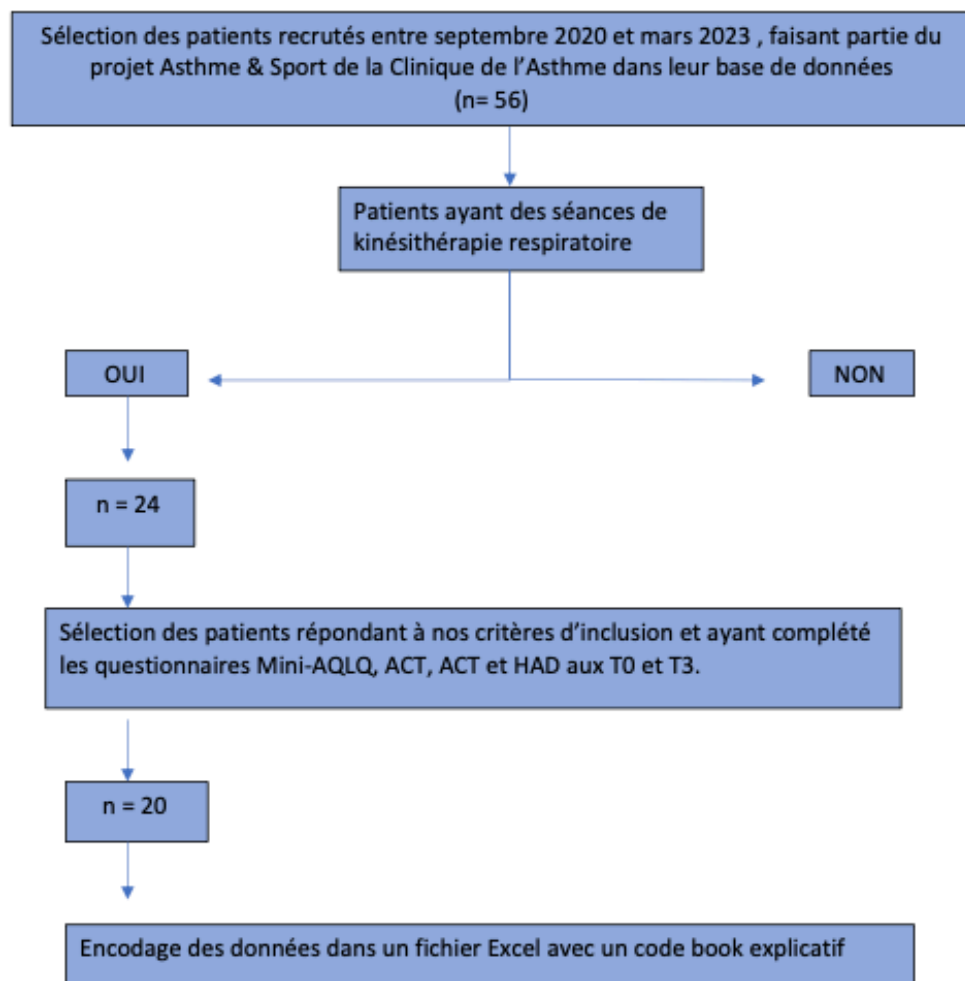 Sélection des patients recrutés entre septembre 2020 et mars 2023 , faisant partie du
projet Asthme & Sport de la Clinique de l’Asthme dans leur base de données
(n= 56)
Patients ayant des séances de
kinésithérapie respiratoire
OUI
NON
n = 24
Sélection des patients répondant à nos critères d’inclusion et ayant complété
les questionnaires Mini-AQLQ, ACT, ACT et HAD aux T0 et T3.
n = 20
Encodage des données dans un fichier Excel avec un code book explicatif